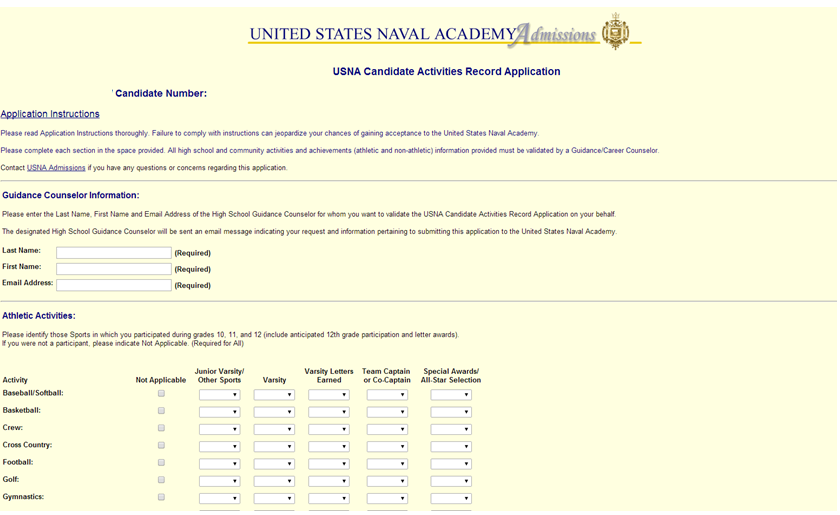 UNITED STATES NAVAL ACADEMY Admissions
USNA Candidate Activities Record Application
Candidate Number:
Application Instructions
Please read Application Instructions thoroughly. Failure to comply with instructions can jeopardize your chances of gaining acceptance to the United States Naval Academy.
Please complete each section in the space provided. All high school and community activities and achievements (athletic and non-athletic) information provided must be validated by a Guidance/Career Counselor.
Contact USNA Admissions if you have any questions or concerns regarding this application.
Guidance Counselor Information:
Please enter the Last Name, First Name and Email Address of the High School Guidance Counselor for whom you want to validate the USNA Candidate Activities Record Application on your behalf.
The designated High School Guidance Counselor will be sent an email message indicating your request and information pertaining to submitting this application to the United States Naval Academy.
Last Name: (Required)
First Name: (Required)
Email Address: (Required)
Athletic Activities:
Please identify those Sports in which you participated during grades 10, 11, and 12 (include anticipated 12th grade participation and letter awards).
If you were not a participant, please indicate Not Applicable. (Required for All)
Junior Varsity/ Varsity Letters Team Captain Special Awards/
Activity Not Applicable Other Sports Varsity Earned or Co-Captain All-Star Selection
Baseball/Softball:
Basketball:
Crew:
Cross Country:
Football:
Golf:
Gymnastics: